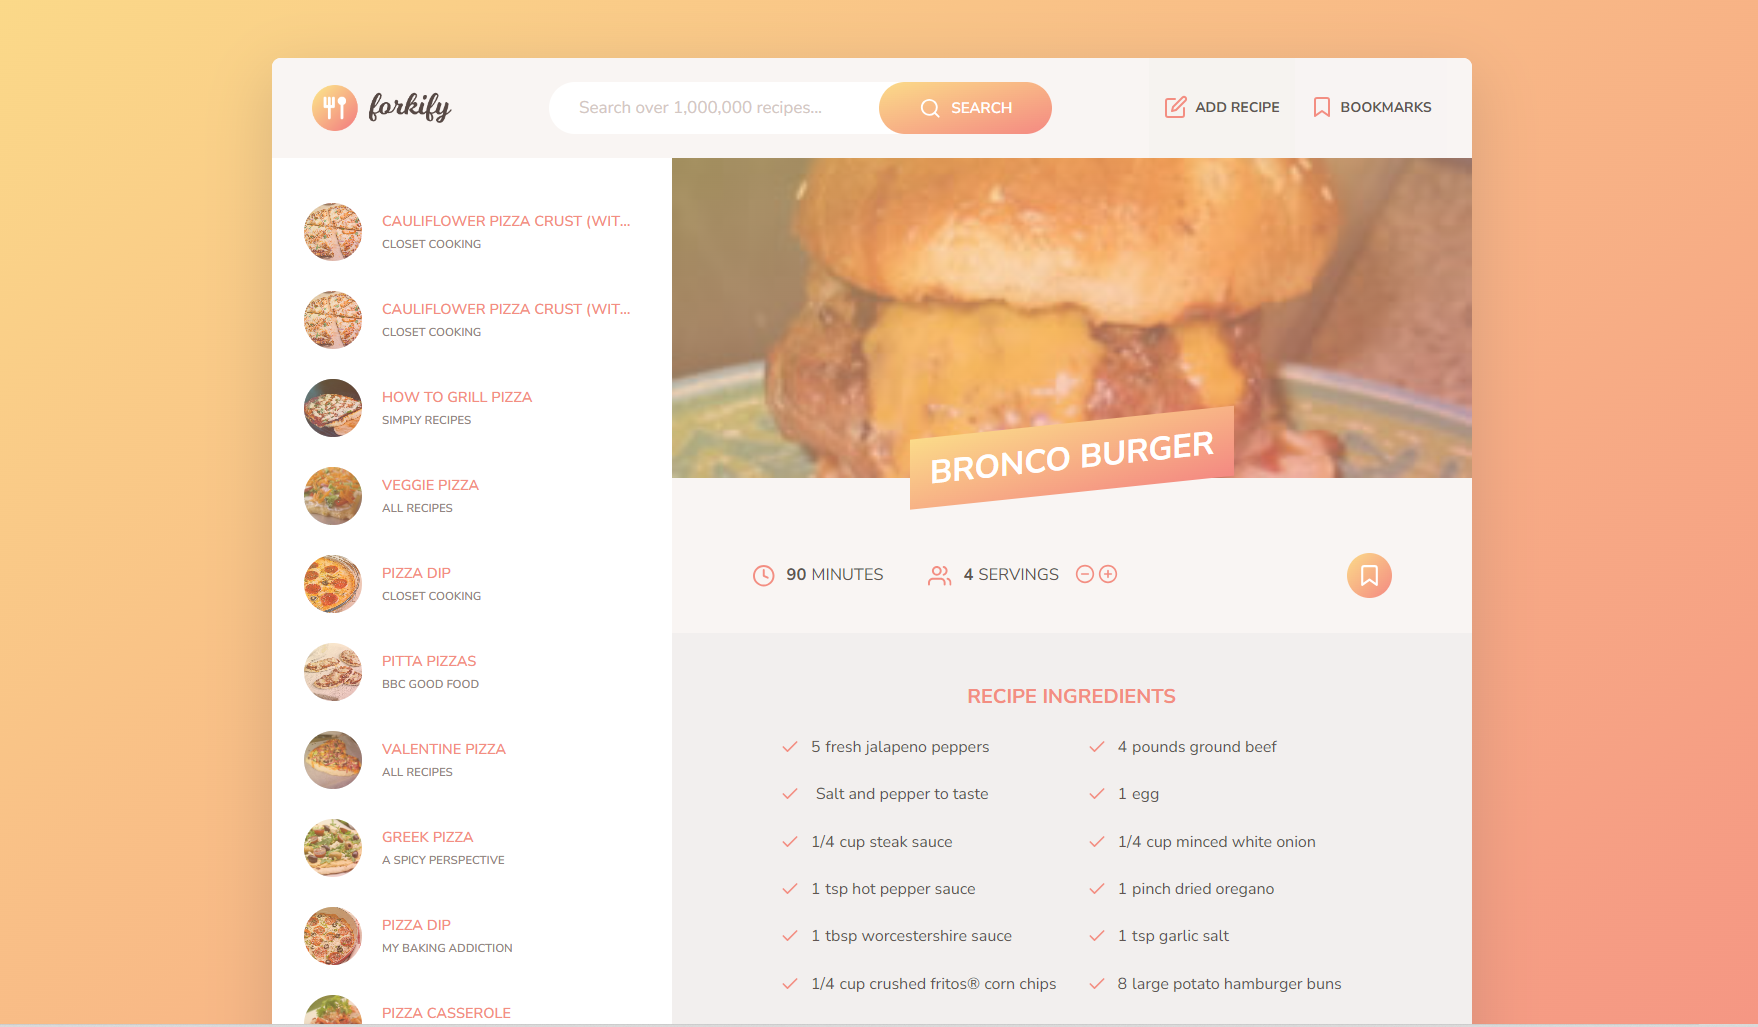 forkify
Search over 1,000,000 recipes...
SEARCH
ADD RECIPE
BOOKMARKS
CAULIFLOWER PIZZA CRUST (WIT...
CLOSET COOKING
CAULIFLOWER PIZZA CRUST (WIT...
CLOSET COOKING
HOW TO GRILL PIZZA
SIMPLY RECIPES
VEGGIE PIZZA
ALL RECIPES
PIZZA DIP
CLOSET COOKING
PITTA PIZZAS
BBC GOOD FOOD
VALENTINE PIZZA
ALL RECIPES
GREEK PIZZA
A SPICY PERSPECTIVE
PIZZA DIP
MY BAKING ADDICTION
PIZZA CASSEROLE
BRONCO BURGER
90 MINUTES
4 SERVINGS
RECIPE INGREDIENTS
5 fresh jalapeno peppers
4 pounds ground beef
Salt and pepper to taste
1 egg
1/4 cup steak sauce
1/4 cup minced white onion
1 tsp hot pepper sauce
1 pinch dried oregano
1 tbsp worcestershire sauce
1 tsp garlic salt
1/4 cup crushed fritos® corn chips
8 large potato hamburger buns